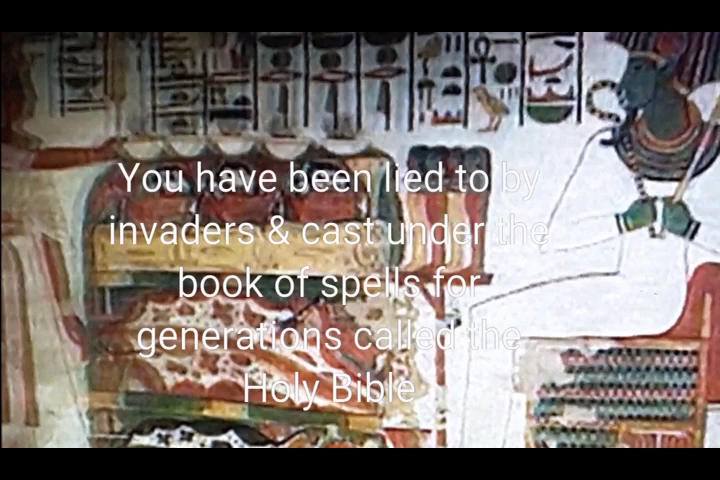 You have been lied to by
invaders & cast under the
book of spells for
generations called the
Holy Bible